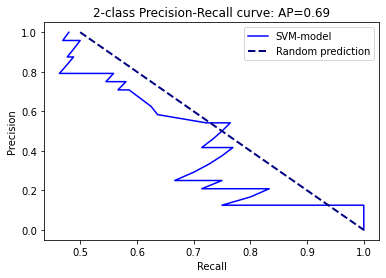 2-class Precision-Recall curve: AP=0.69
SVM-model
Random prediction
1.0
0.8
0.6
0.4
0.2
0.0
Precision
0.5 0.6 0.7 0.8 0.9 1.0
Recall